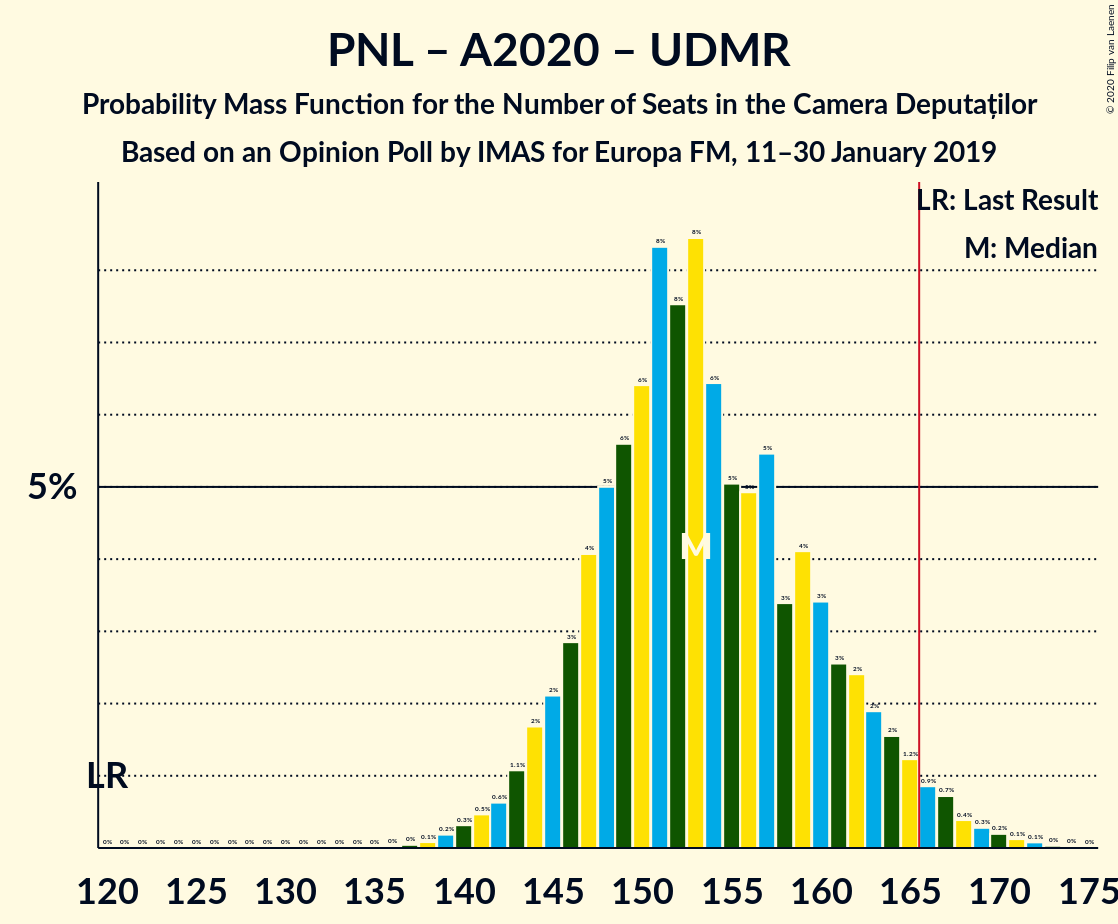 PNL – A2020 – UDMR
Probability Mass Function for the Number of Seats in the Camera Deputaților
Based on an Opinion Poll by IMAS for Europa FM, 11–30 January 2019
© 2020 Filip van Laenen
LR: Last Result
M: Median
5%
LR
M
0% 0% 0% 0% 0% 0% 0% 0% 0% 0% 0% 0% 0% 0% 0% 0% 0% 0% 0.1% 0.2% 0.3% 0.5% 0.6% 1.1% 2% 2% 3% 4% 5% 6% 6% 8% 8% 8% 6% 5% 5% 5% 3% 4% 3% 3% 2% 2% 2% 1.2% 0.9% 0.7% 0.4% 0.3% 0.2% 0.1% 0.1% 0% 0% 0%
120 125 130 135 140 145 150 155 160 165 170 175